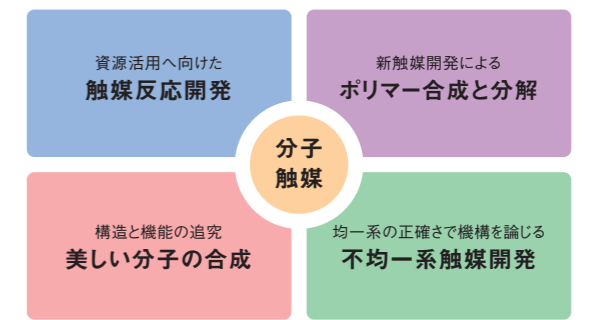 資源活用へ向けた
触媒反応開発
新触媒開発による
ポリマー合成と分解
分子
触媒
構造と機能の追究
美しい分子の合成
均一系の正確さで機構を論じる
不均一系触媒開発